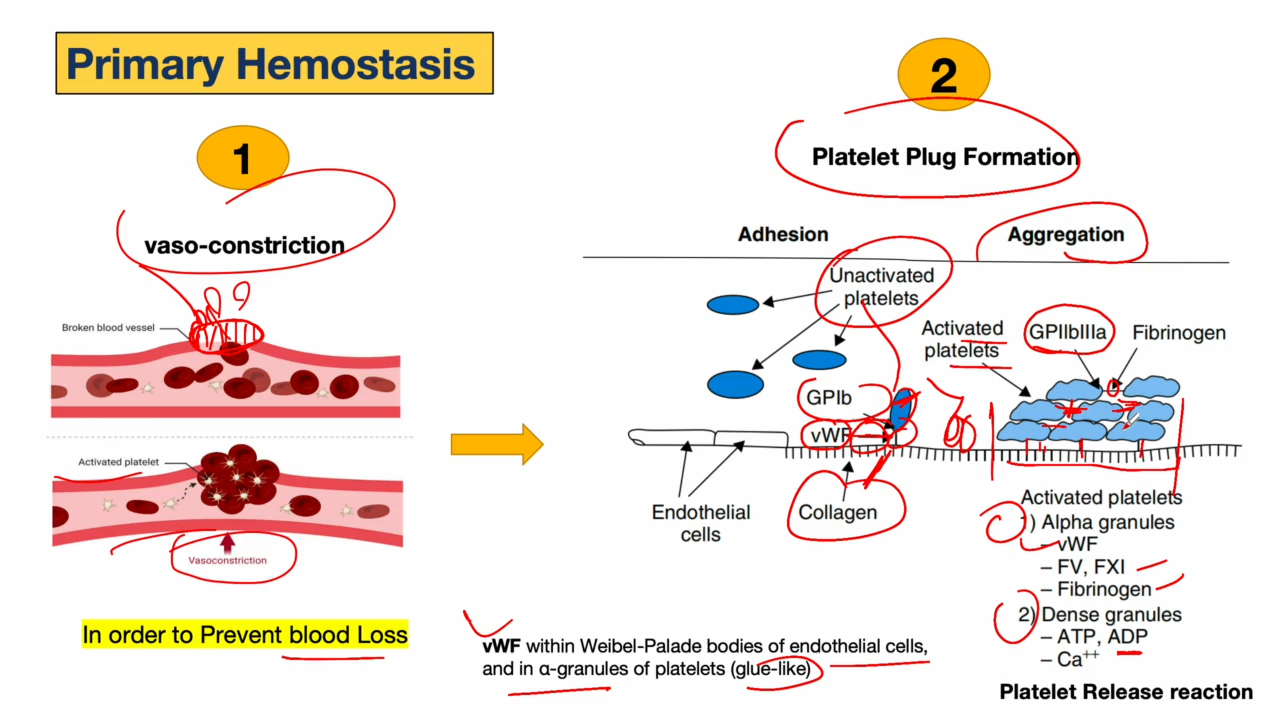 Primary Hemostasis
1
vaso-constriction
Broken blood vessel
Activated platelet
Vasoconstriction
In order to Prevent blood Loss
2
Platelet Plug Formation
Adhesion
Aggregation
Unactivated
platelets
Activated
platelets
GPIIbIIIa
Fibrinogen
GPIb
vWF
Endothelial
cells
Collagen
Activated platelets
1) Alpha granules
– vWF
– FV, FXI
– Fibrinogen
2) Dense granules
– ATP, ADP
– Ca++
Platelet Release reaction
vWF within Weibel-Palade bodies of endothelial cells,
and in α-granules of platelets (glue-like)